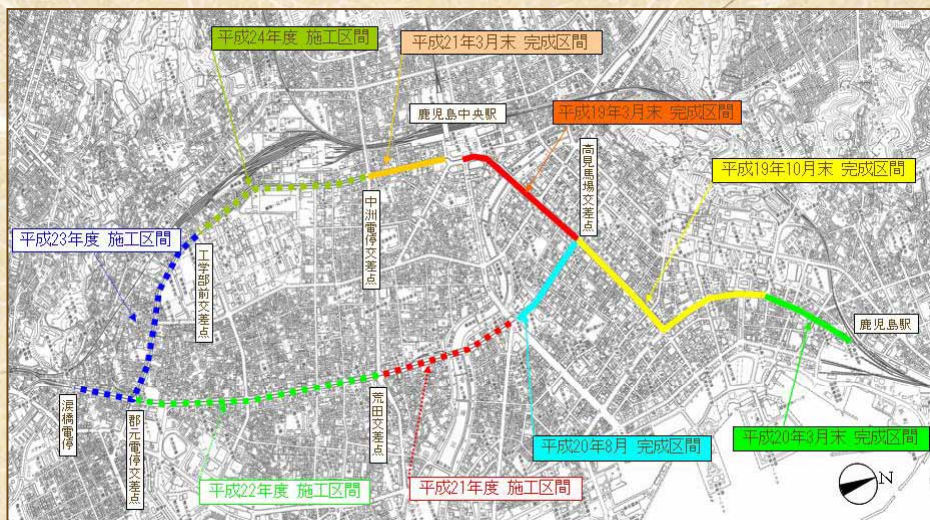 平成24年度 施工区間
平成21年3月末 完成区間
鹿児島中央駅
平成19年3月末 完成区間
高見馬場交差点
平成19年10月末 完成区間
中洲電停交差点
平成23年度 施工区間
工学部前交差点
鹿児島駅
涙橋電停
郡元電停交差点
荒田交差点
平成20年8月 完成区間
平成20年3月末 完成区間
平成22年度 施工区間
平成21年度 施工区間
N